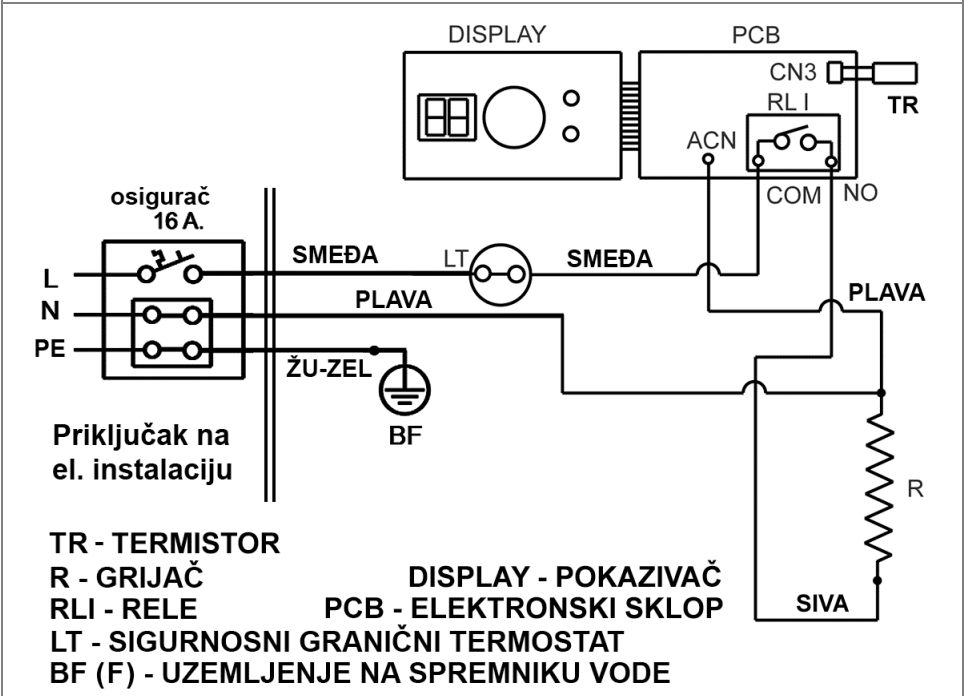 DISPLAY
PCB
CN3
TR
RL I
ACN
COM
NO
osigurač
16 A.
L
N
PE
SMEĐA
LT
SMEĐA
PLAVA
PLAVA
ŽU-ZEL
BF
Priključak na
el. instalaciju
R
SIVA
TR - TERMISTOR
R - GRIJAČ
DISPLAY - POKAZIVAČ
RLI - RELE
PCB - ELEKTRONSKI SKLOP
LT - SIGURNOSNI GRANIČNI TERMOSTAT
BF (F) - UZEMLJENJE NA SPREMNIKU VODE